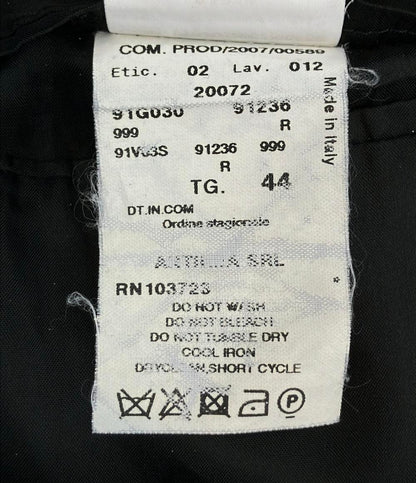 COM. PROD/2007/00589
Etic. 02 Lav. 012
20072
91G030 91236
999 R
91V03S 91236 999
R
TG. 44
DT.IN.COM
Ordine stagionale
SRL
RN103723
DO NOT WASH
DO NOT BLEACH
DO NOT TUMBLE DRY
COOL IRON
DRYCLEAN,SHORT CYCLE
P
Made in Italy